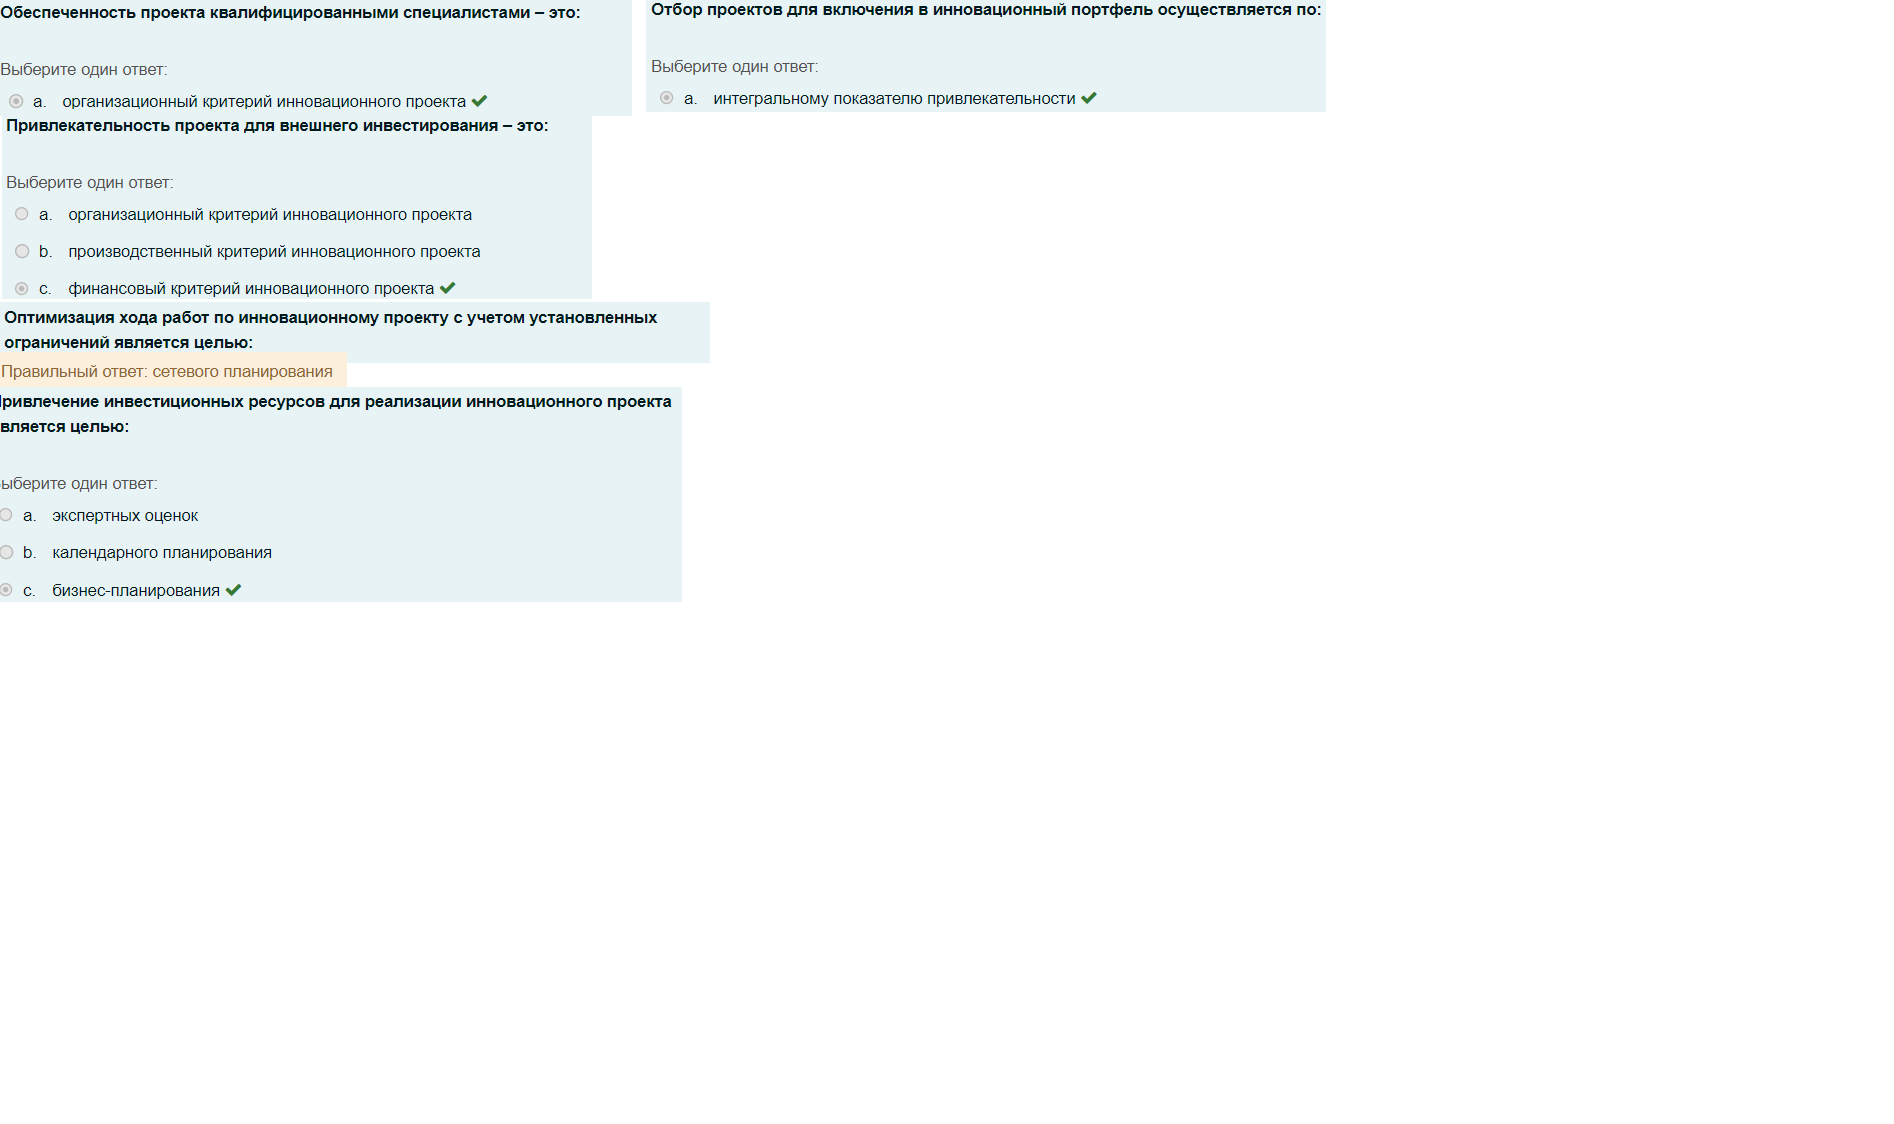 Обеспеченность проекта квалифицированными специалистами – это:
Выберите один ответ:
a. организационный критерий инновационного проекта
Отбор проектов для включения в инновационный портфель осуществляется по:
Выберите один ответ:
a. интегральному показателю привлекательности
Привлекательность проекта для внешнего инвестирования – это:
Выберите один ответ:
a. организационный критерий инновационного проекта
b. производственный критерий инновационного проекта
c. финансовый критерий инновационного проекта
Оптимизация хода работ по инновационному проекту с учетом установленных
ограничений является целью:
Правильный ответ: сетевого планирования
ривлечение инвестиционных ресурсов для реализации инновационного проекта
вляется целью:
ыберите один ответ:
a. экспертных оценок
b. календарного планирования
c. бизнес-планирования